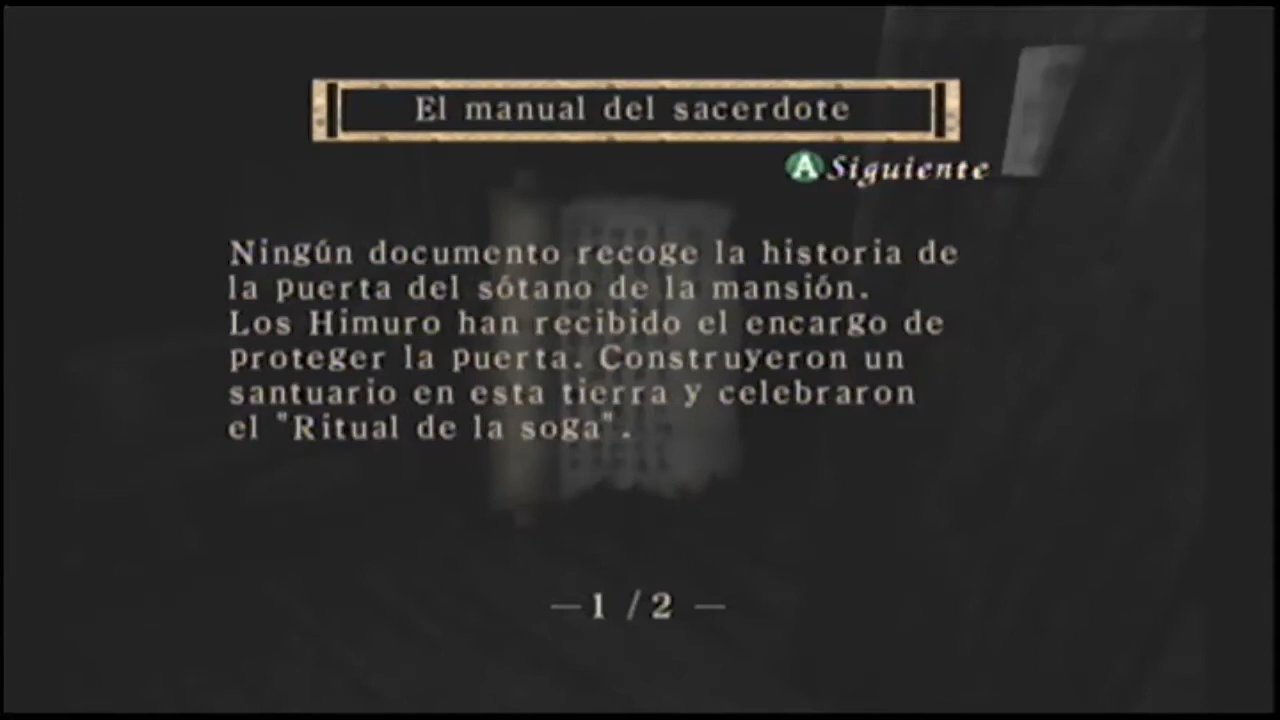 El manual del sacerdote
A Siguiente
Ningún documento recoge la historia de
la puerta del sótano de la mansión.
Los Himuro han recibido el encargo de
proteger la puerta. Construyeron un
santuario en esta tierra y celebraron
el "Ritual de la soga".
—1 /2 —